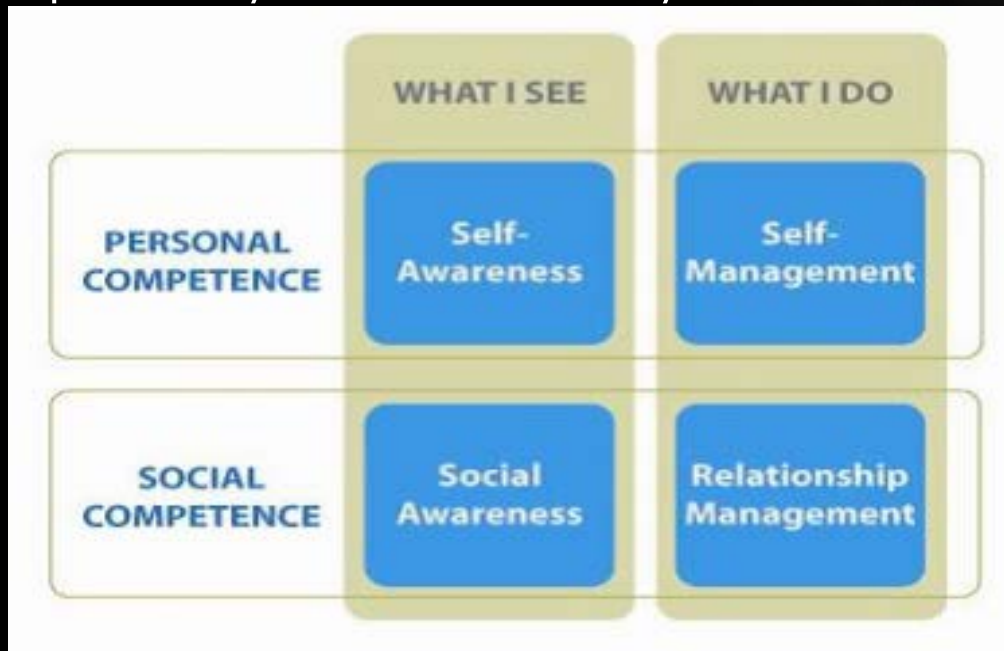 WHAT I SEE
WHAT I DO
PERSONAL
COMPETENCE
Self-
Awareness
Self-
Management
SOCIAL
COMPETENCE
Social
Awareness
Relationship
Management